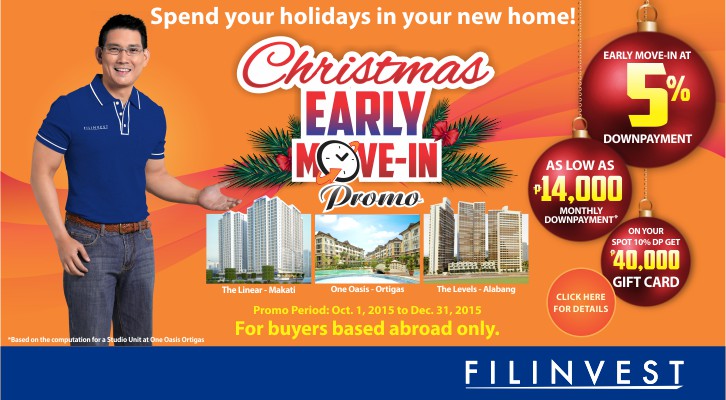 Spend your holidays in your new home!
Christmas
EARLY
MOVE-IN
Promo
FILINVEST
EARLY MOVE-IN AT
5%
DOWNPAYMENT
AS LOW AS
₱14,000
MONTHLY
DOWNPAYMENT*
ON YOUR
SPOT 10% DP GET
₱40,000
GIFT CARD
The Linear - Makati
One Oasis - Ortigas
The Levels - Alabang
CLICK HERE
FOR DETAILS
Promo Period: Oct. 1, 2015 to Dec. 31, 2015
For buyers based abroad only.
*Based on the computation for a Studio Unit at One Oasis Ortigas
FILINVEST